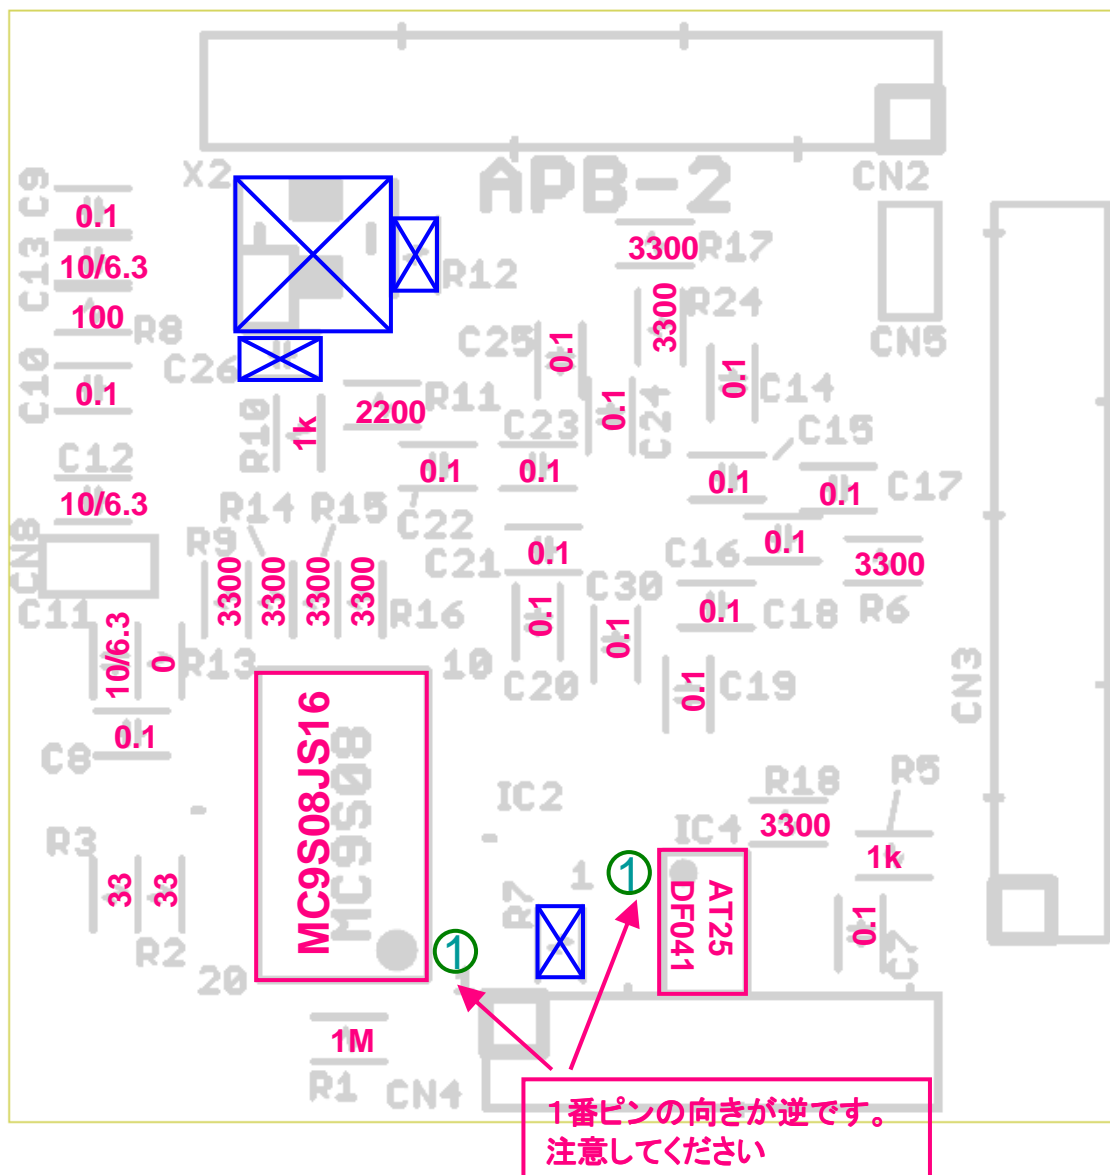 X2
APB-2
CN2
C9
0.1
C13
10/6.3
100
R8
R12
3300
R17
3300
R24
CN5
C26
C10
0.1
C25
0.1
0.1
C14
R10
1k
2200
R11
C23
0.1
C24
C15
C12
10/6.3
0.1
0.1
0.1
0.1
C17
R14
R15
C22
CN8
R9
C21
0.1
C16
0.1
3300
3300
3300
3300
3300
R6
C11
R16
C30
0.1
0.1
0.1
C18
10/6.3
0
R13
10
C20
0.1
C19
CN3
0.1
C8
MC9S08JS16
MC9S08
IC2
R18
R5
IC4
3300
1k
R3
33
33
R7
1
1
AT25
DF041
0.1
C7
R2
20
1
1
1M
R1
CN4
1番ピンの向きが逆です。
注意してください